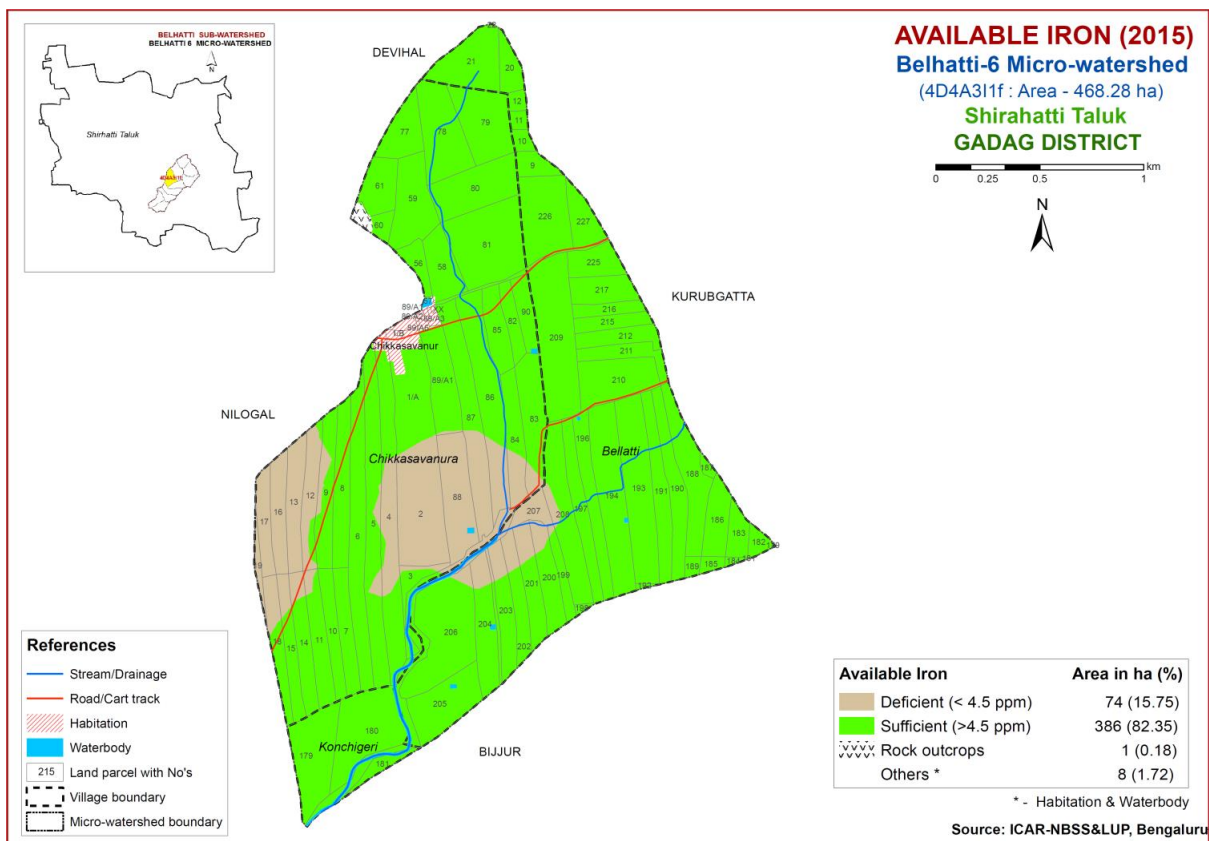 BELHATTI SUB-WATERSHED
BELHATTI 6 MICRO-WATERSHED
N
Shirhatti Taluk
AVAILABLE IRON (2015)
Belhatti-6 Micro-watershed
(4D4A3I1f : Area - 468.28 ha)
Shirahatti Taluk
GADAG DISTRICT
km
0 0.25 0.5 1
N
DEVIHAL
21 20
12
11
10
77 78 79
9
61 59 80
60
226 227
81
56 58
225
217
KURUBGATTA
216
215
212
211
90
82
85
209
210
Chikkasavanur
89/A1
1/A
86
87
83
84
196
NILOGAL
Chikkasavanura
Bellatti
13 12 9 8
17 16
88
2
4
5
6
3
207 208 197 194 193 191 190 188 187
186
183
182
189 185 184
201 200 199
203
204
206
202
205
15 14 11 10 7
180
Konchigeri
179
181
BIJJUR
References
Stream/Drainage
Road/Cart track
Habitation
Waterbody
215 Land parcel with No's
Village boundary
Micro-watershed boundary
Available Iron Area in ha (%)
Deficient (< 4.5 ppm) 74 (15.75)
Sufficient (>4.5 ppm) 386 (82.35)
Rock outcrops 1 (0.18)
Others * 8 (1.72)
* - Habitation & Waterbody
Source: ICAR-NBSS&LUP, Bengaluru